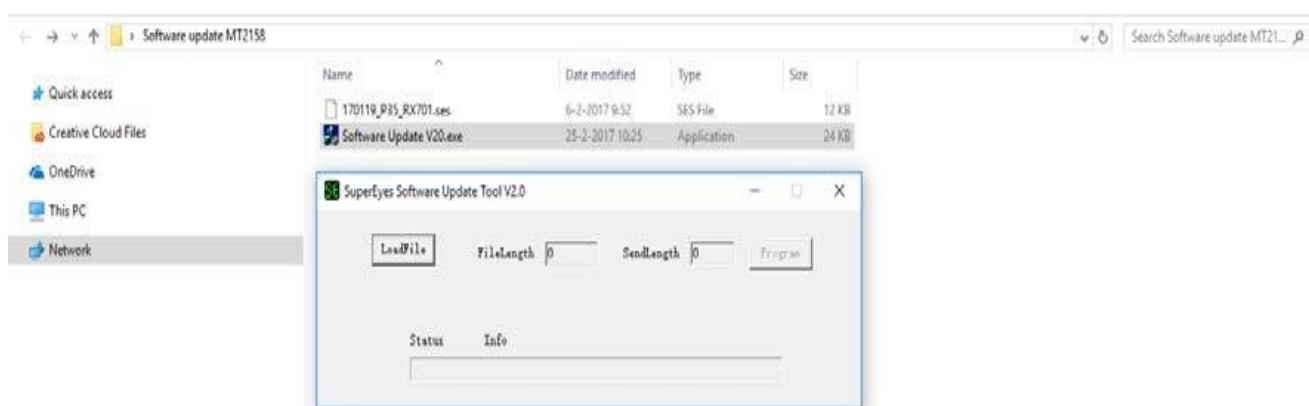 Software update MT2158
Search Software update MT21...
Quick access
Creative Cloud Files
OneDrive
This PC
Network
Name Date modified Type Size
170119_P35_RX701.ses 6-2-2017 9:52 SES File 12 KB
Software Update V20.exe 25-2-2017 10:25 Application 24 KB
SE SuperEyes Software Update Tool V2.0
LoadFile FileLength 0 SendLength 0 Program
Status Info